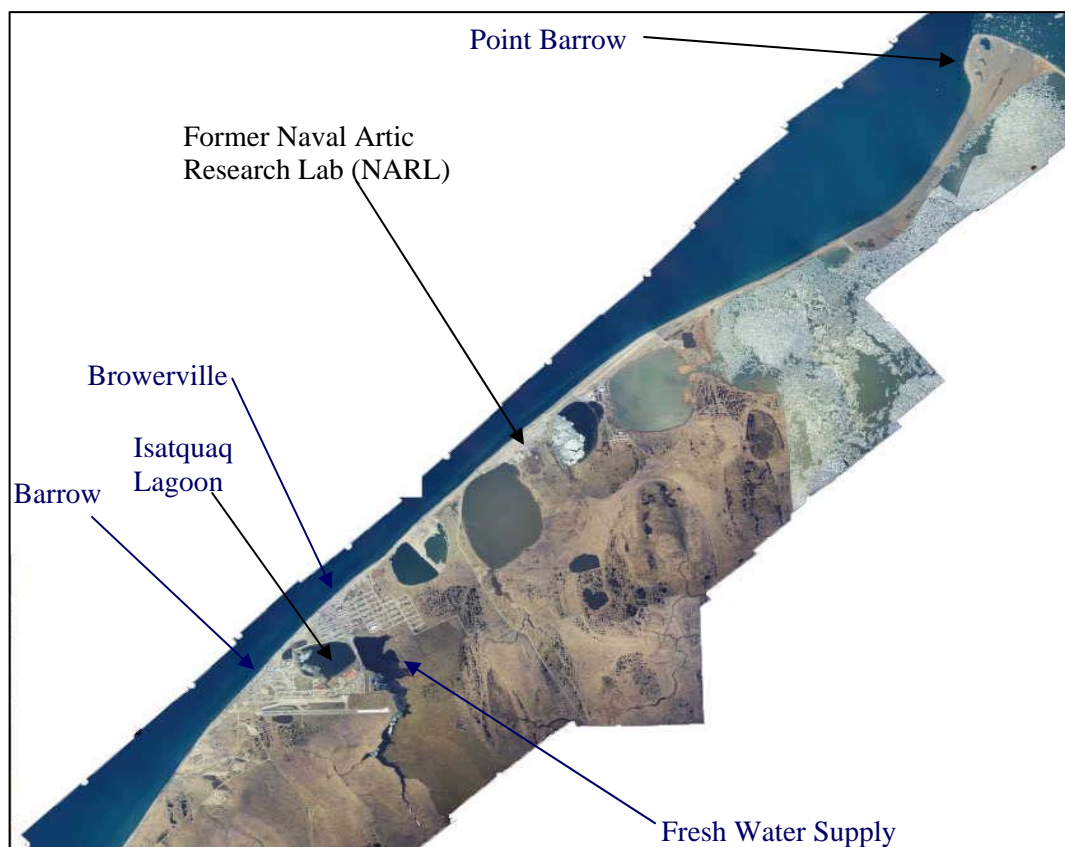 Point Barrow
Former Naval Artic
Research Lab (NARL)
Browerville
Isatquaq
Lagoon
Barrow
Fresh Water Supply